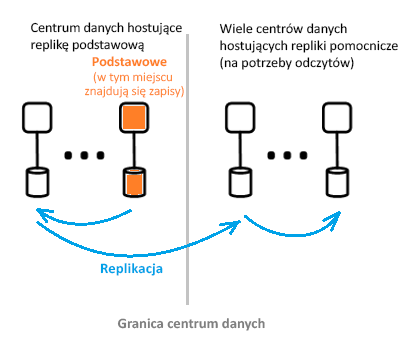 Centrum danych hostujące
replikę podstawową
Podstawowe
(w tym miejscu
znajdują się zapisy)
Wiele centrów danych
hostujących repliki pomocnicze
(na potrzeby odczytów)
Replikacja
Granica centrum danych